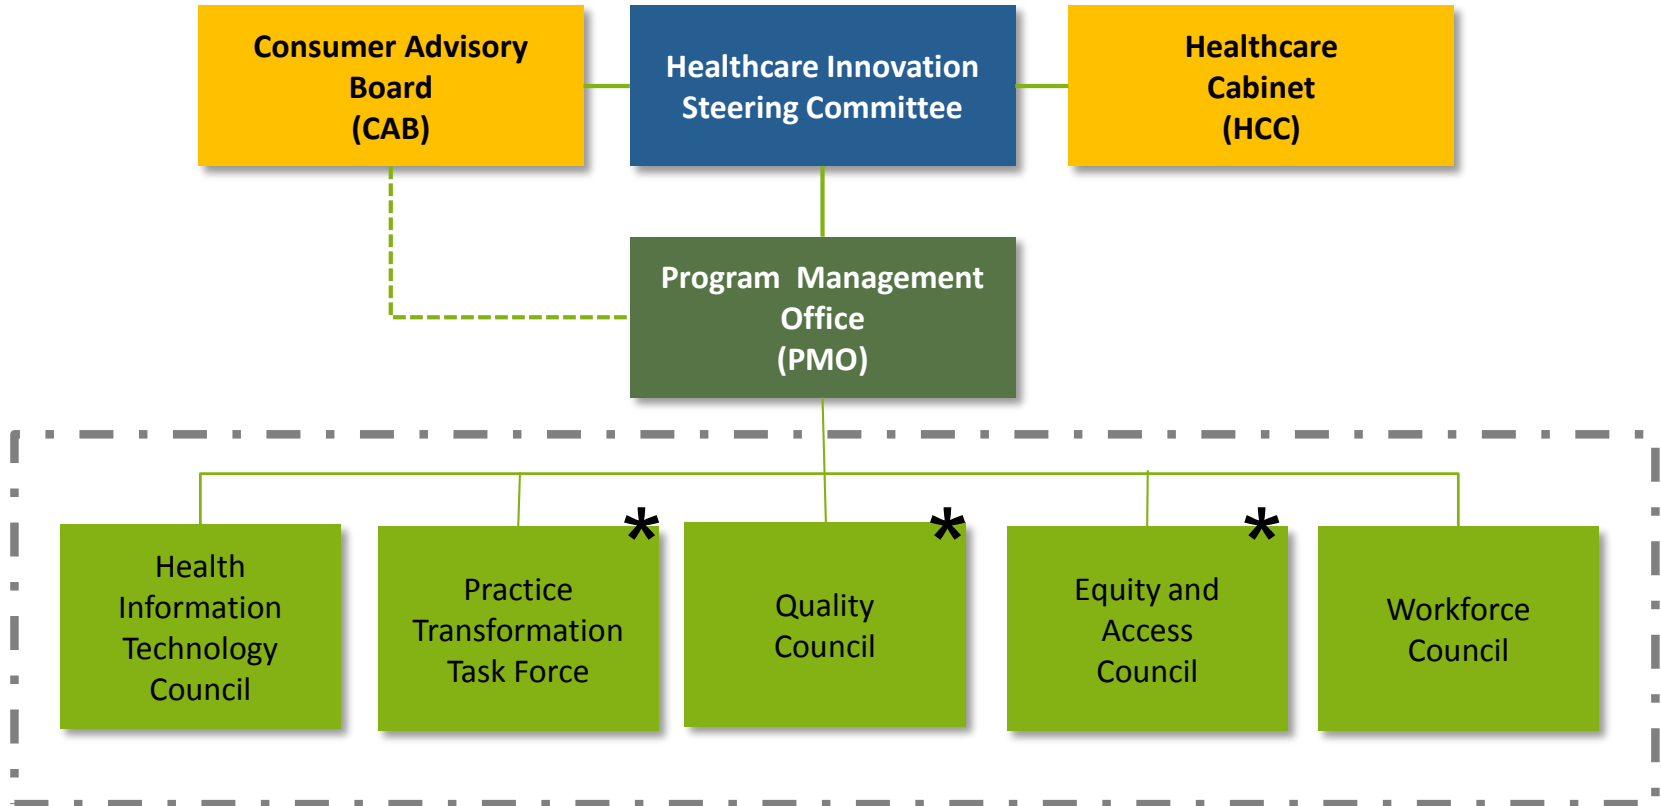 Consumer Advisory
Board
(CAB)
Healthcare Innovation
Steering Committee
Healthcare
Cabinet
(HCC)
Program Management
Office
(PMO)
Health
Information
Technology
Council
*
Practice
Transformation
Task Force
*
Quality
Council
*
Equity and
Access
Council
Workforce
Council